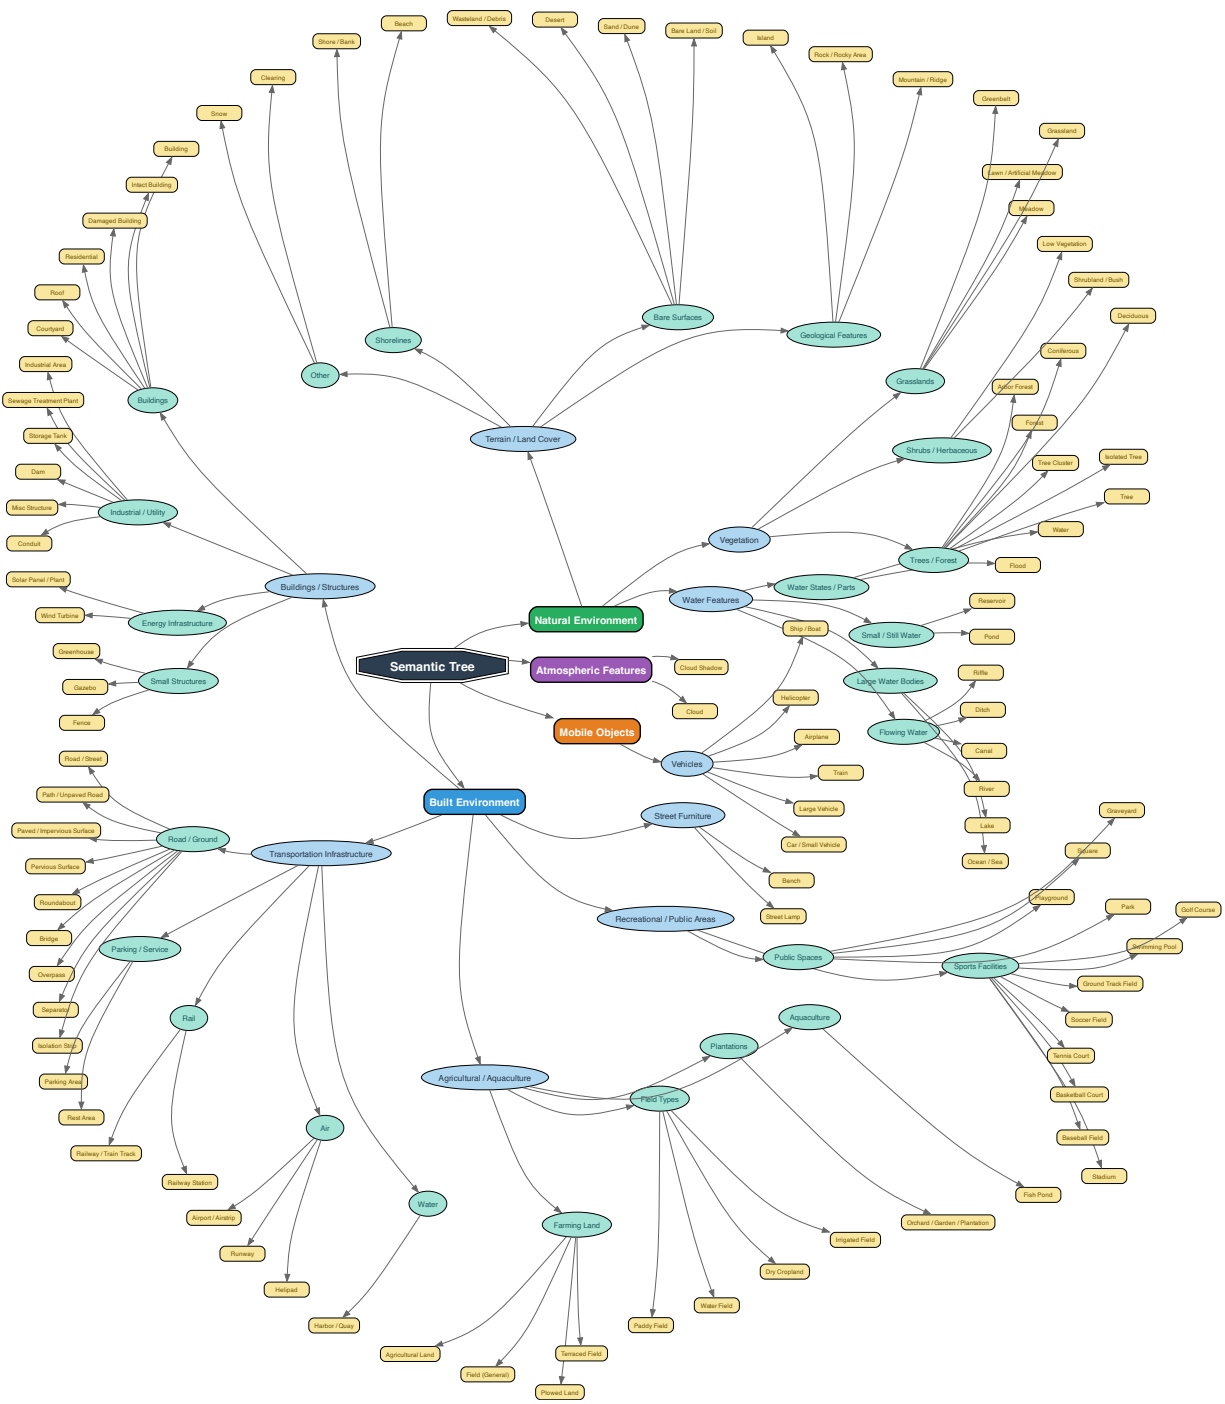 Beach
Wasteland / Debris
Desert
Sand / Dune
Bare Land / Soil
Island
Shore / Bank
Rock / Rocky Area
Clearing
Mountain / Ridge
Snow
Greenbelt
Grassland
Building
Lawn / Artificial Meadow
Intact Building
Meadow
Damaged Building
Low Vegetation
Residential
Shrubland / Bush
Roof
Deciduous
Bare Surfaces
Courtyard
Geological Features
Shorelines
Coniferous
Industrial Area
Other
Grasslands
Arbor Forest
Sewage Treatment Plant
Buildings
Forest
Storage Tank
Terrain / Land Cover
Shrubs / Herbaceous
Isolated Tree
Tree Cluster
Dam
Tree
Misc Structure
Industrial / Utility
Water
Conduit
Vegetation
Trees / Forest
Flood
Solar Panel / Plant
Buildings / Structures
Water States / Parts
Water Features
Reservoir
Wind Turbine
Energy Infrastructure
Natural Environment
Ship / Boat
Small / Still Water
Pond
Greenhouse
Semantic Tree
Atmospheric Features
Cloud Shadow
Riffle
Small Structures
Large Water Bodies
Gazebo
Helicopter
Cloud
Ditch
Fence
Mobile Objects
Flowing Water
Airplane
Canal
Road / Street
Vehicles
Train
River
Path / Unpaved Road
Built Environment
Large Vehicle
Graveyard
Street Furniture
Lake
Paved / Impervious Surface
Road / Ground
Car / Small Vehicle
Square
Transportation Infrastructure
Ocean / Sea
Pervious Surface
Bench
Playground
Roundabout
Park
Golf Course
Street Lamp
Recreational / Public Areas
Bridge
Parking / Service
Swimming Pool
Public Spaces
Sports Facilities
Overpass
Ground Track Field
Separator
Rail
Aquaculture
Soccer Field
Isolation Strip
Plantations
Tennis Court
Parking Area
Agricultural / Aquaculture
Basketball Court
Field Types
Rest Area
Air
Baseball Field
Railway / Train Track
Stadium
Railway Station
Fish Pond
Water
Airport / Airstrip
Farming Land
Orchard / Garden / Plantation
Irrigated Field
Runway
Dry Cropland
Helipad
Water Field
Harbor / Quay
Paddy Field
Agricultural Land
Terraced Field
Field (General)
Plowed Land